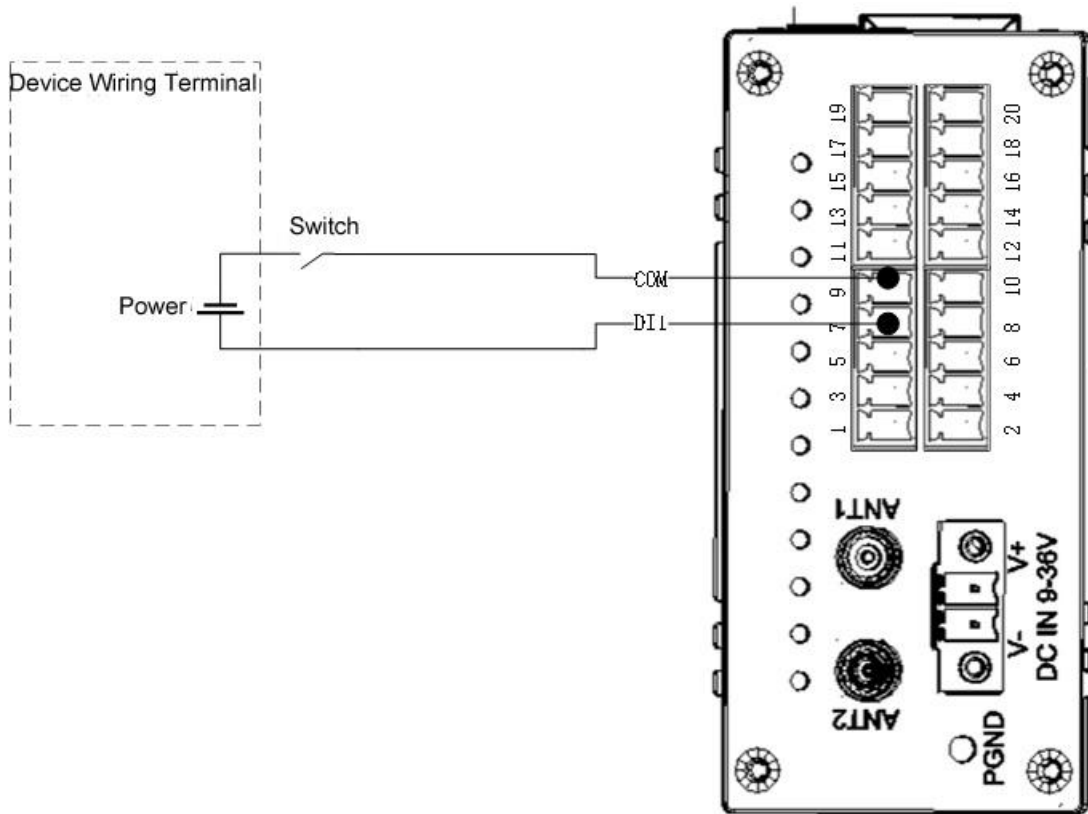 Device Wiring Terminal
Switch
Power
COM
DI1
19
17
15
13
11
9
7
5
3
1
20
18
16
14
12
10
8
6
4
2
ANT1
ANT2
V+
V-
DC IN 9-36V
PGND